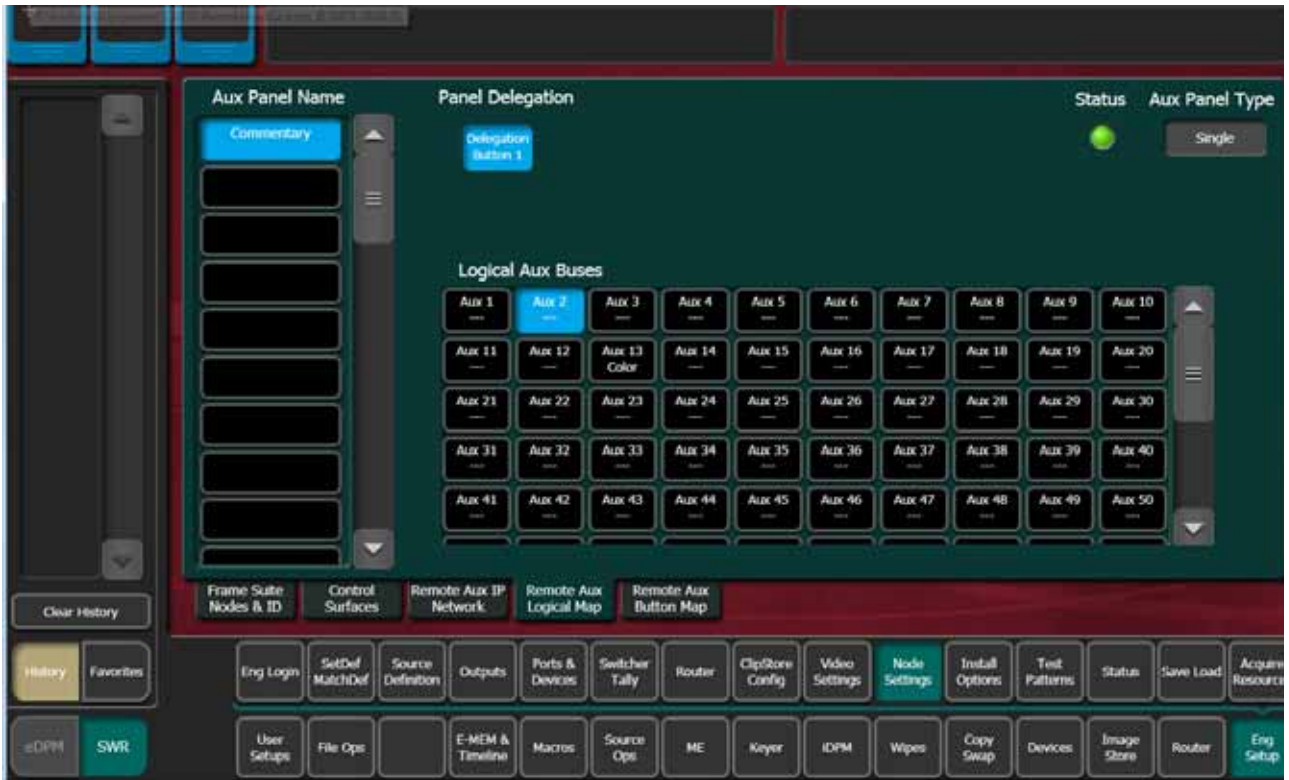 Aux Panel Name
Panel Delegation
Status
Aux Panel Type
Commentary
Delegation Button 1
Single
Logical Aux Buses
Aux 1 ---- Aux 2 ---- Aux 3 ---- Aux 4 ---- Aux 5 ---- Aux 6 ---- Aux 7 ---- Aux 8 ---- Aux 9 ---- Aux 10 ----
Aux 11 ---- Aux 12 ---- Aux 13 Color Aux 14 ---- Aux 15 ---- Aux 16 ---- Aux 17 ---- Aux 18 ---- Aux 19 ---- Aux 20 ----
Aux 21 ---- Aux 22 ---- Aux 23 ---- Aux 24 ---- Aux 25 ---- Aux 26 ---- Aux 27 ---- Aux 28 ---- Aux 29 ---- Aux 30 ----
Aux 31 ---- Aux 32 ---- Aux 33 ---- Aux 34 ---- Aux 35 ---- Aux 36 ---- Aux 37 ---- Aux 38 ---- Aux 39 ---- Aux 40 ----
Aux 41 ---- Aux 42 ---- Aux 43 ---- Aux 44 ---- Aux 45 ---- Aux 46 ---- Aux 47 ---- Aux 48 ---- Aux 49 ---- Aux 50 ----
Frame Suite Nodes & ID
Control Surfaces
Remote Aux IP Network
Remote Aux Logical Map
Remote Aux Button Map
Clear History
History
Favorites
Eng Login
SetDef MatchDef
Source Definition
Outputs
Ports & Devices
Switcher Tally
Router
ClipStore Config
Video Settings
Node Settings
Install Options
Test Patterns
Status
Save Load
Acquire Resource
eDPM
SWR
User Setups
File Ops
E-MEM & Timeline
Macros
Source Ops
ME
Keyer
iDPM
Wipes
Copy Swap
Devices
Image Store
Router
Eng Setup